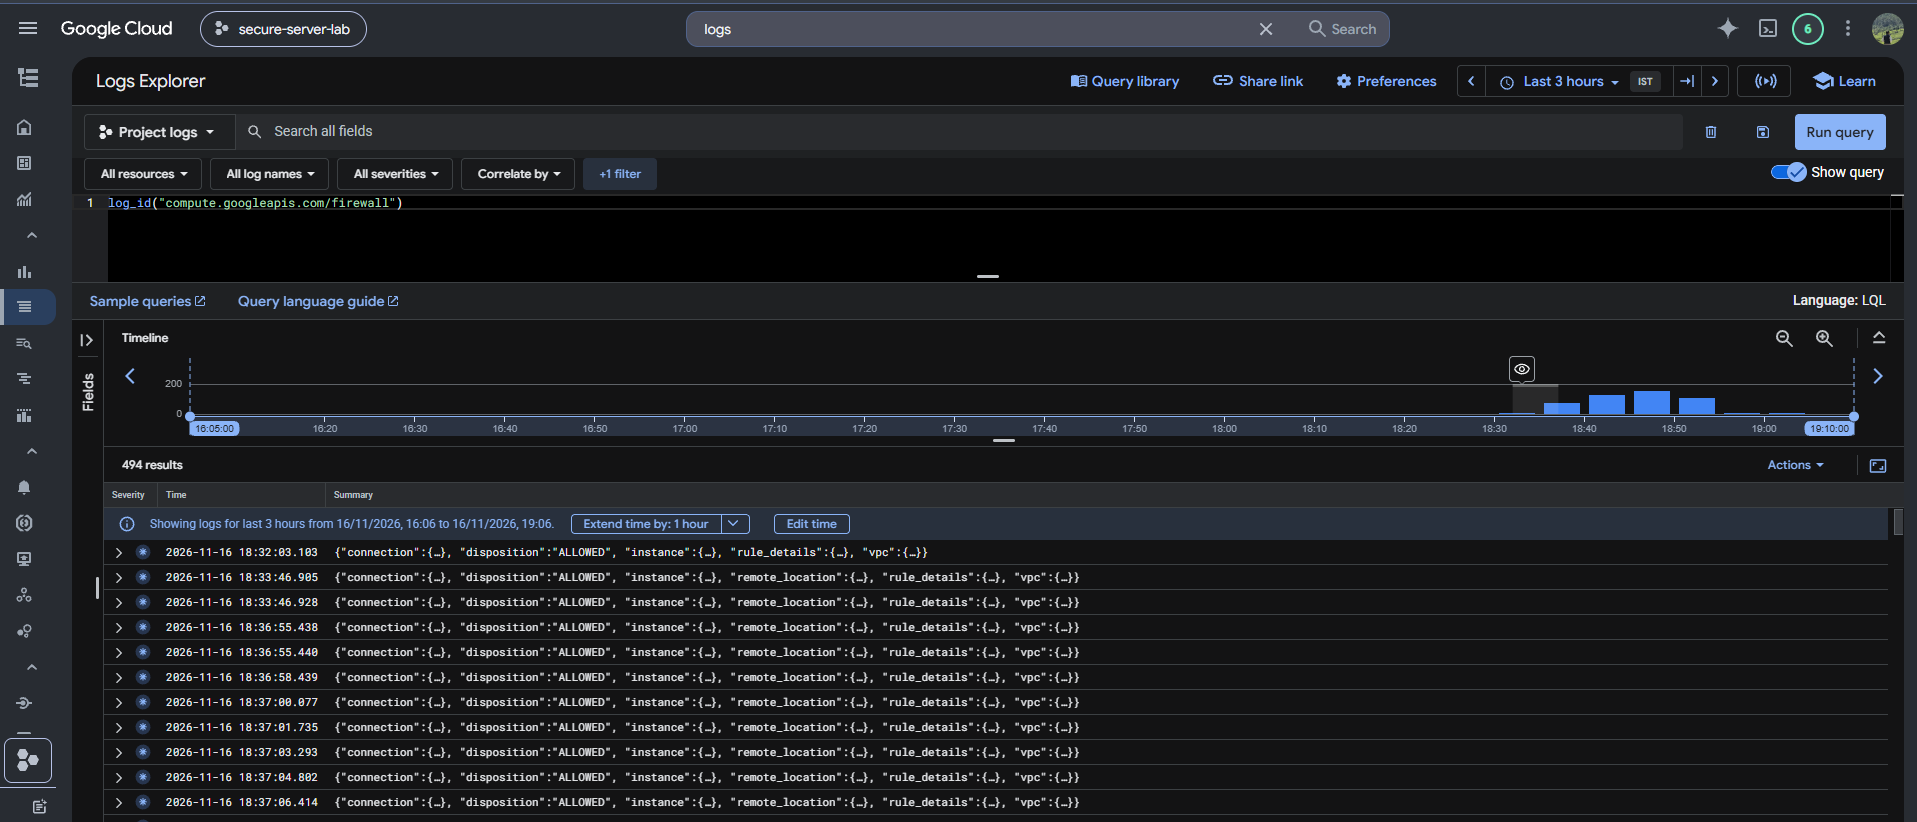 Google Cloud
secure-server-lab
logs
Search
6
Logs Explorer
Query library
Share link
Preferences
Last 3 hours
IST
Learn
Project logs
Search all fields
Run query
All resources
All log names
All severities
Correlate by
+1 filter
Show query
1 log_id("compute.googleapis.com/firewall")
Sample queries
Query language guide
Language: LQL
Fields
Timeline
200
0
16:05:00 16:20 16:30 16:40 16:50 17:00 17:10 17:20 17:30 17:40 17:50 18:00 18:10 18:20 18:30 18:40 18:50 19:00 19:10:00
494 results
Actions
Severity Time Summary
Showing logs for last 3 hours from 16/11/2026, 16:06 to 16/11/2026, 19:06. Extend time by: 1 hour Edit time
2026-11-16 18:32:03.103 {"connection":{…}, "disposition":"ALLOWED", "instance":{…}, "rule_details":{…}, "vpc":{…}}
2026-11-16 18:33:46.905 {"connection":{…}, "disposition":"ALLOWED", "instance":{…}, "remote_location":{…}, "rule_details":{…}, "vpc":{…}}
2026-11-16 18:33:46.928 {"connection":{…}, "disposition":"ALLOWED", "instance":{…}, "remote_location":{…}, "rule_details":{…}, "vpc":{…}}
2026-11-16 18:36:55.438 {"connection":{…}, "disposition":"ALLOWED", "instance":{…}, "remote_location":{…}, "rule_details":{…}, "vpc":{…}}
2026-11-16 18:36:55.440 {"connection":{…}, "disposition":"ALLOWED", "instance":{…}, "remote_location":{…}, "rule_details":{…}, "vpc":{…}}
2026-11-16 18:36:58.439 {"connection":{…}, "disposition":"ALLOWED", "instance":{…}, "remote_location":{…}, "rule_details":{…}, "vpc":{…}}
2026-11-16 18:37:00.077 {"connection":{…}, "disposition":"ALLOWED", "instance":{…}, "remote_location":{…}, "rule_details":{…}, "vpc":{…}}
2026-11-16 18:37:01.735 {"connection":{…}, "disposition":"ALLOWED", "instance":{…}, "remote_location":{…}, "rule_details":{…}, "vpc":{…}}
2026-11-16 18:37:03.293 {"connection":{…}, "disposition":"ALLOWED", "instance":{…}, "remote_location":{…}, "rule_details":{…}, "vpc":{…}}
2026-11-16 18:37:04.802 {"connection":{…}, "disposition":"ALLOWED", "instance":{…}, "remote_location":{…}, "rule_details":{…}, "vpc":{…}}
2026-11-16 18:37:06.414 {"connection":{…}, "disposition":"ALLOWED", "instance":{…}, "remote_location":{…}, "rule_details":{…}, "vpc":{…}}